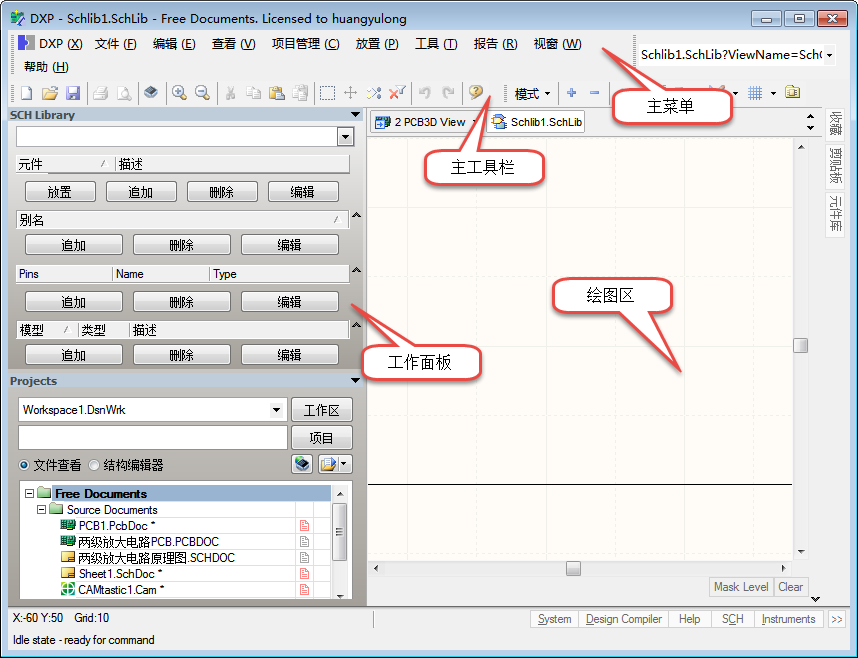 DXP - Schlib1.SchLib - Free Documents. Licensed to huangyulong
DXP (X) 文件 (F) 编辑 (E) 查看 (V) 项目管理 (C) 放置 (P) 工具 (T) 报告 (R) 视窗 (W)
Schlib1.SchLib?ViewName=Sch
帮助 (H)
主菜单
模式
SCH Library
2 PCB3D View
Schlib1.SchLib
收藏
剪贴板
元件库
主工具栏
元件 描述
放置 追加 删除 编辑
别名
追加 删除 编辑
Pins Name Type
追加 删除 编辑
绘图区
模型 类型 描述
追加 删除 编辑
工作面板
Projects
Workspace1.DsnWrk 工作区
项目
文件查看 结构编辑器
Free Documents
Source Documents
PCB1.PcbDoc *
两级放大电路PCB.PCBDOC
两级放大电路原理图.SCHDOC
Sheet1.SchDoc *
CAMtastic1.Cam *
Mask Level Clear
X:-60 Y:50 Grid:10
System Design Compiler Help SCH Instruments >>
Idle state - ready for command